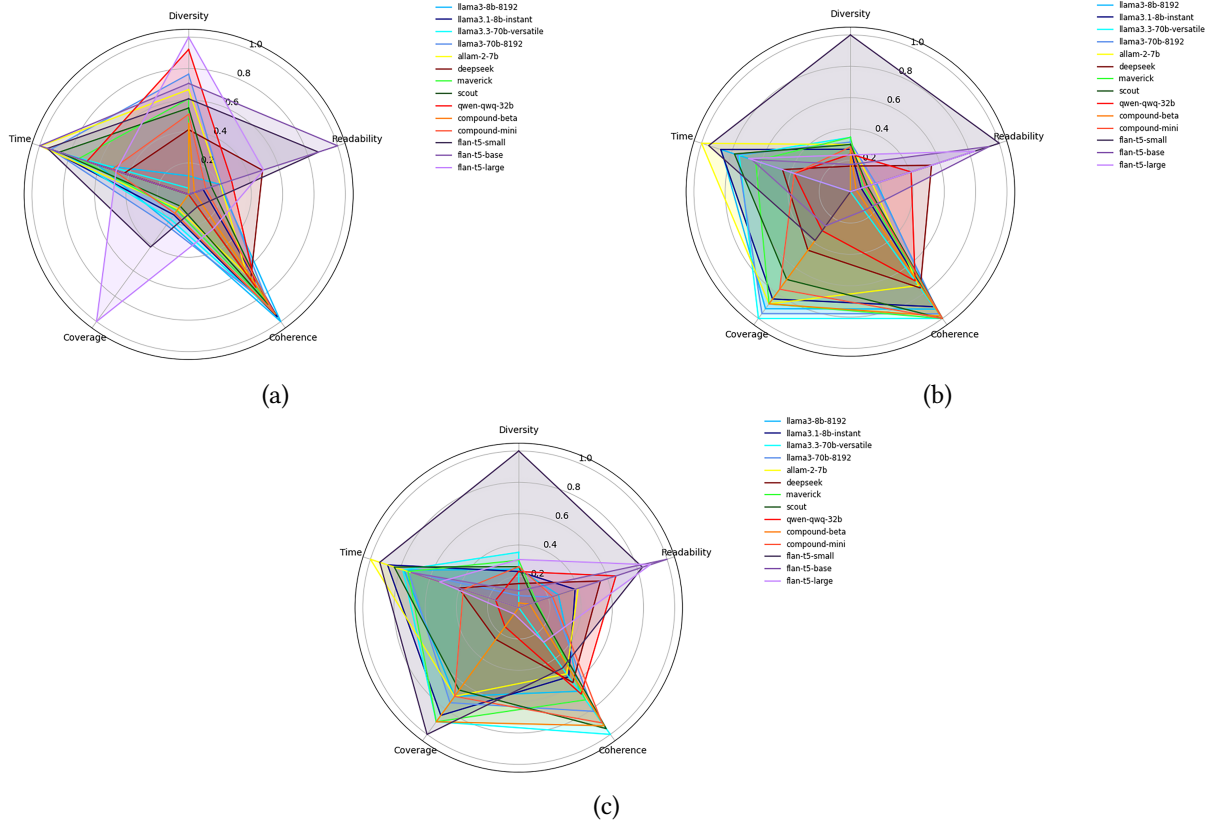 Diversity
1.0
0.8
0.6
0.4
0.2
Time
Readability
Coverage
Coherence
llama3-8b-8192
llama3.1-8b-instant
llama3.3-70b-versatile
llama3-70b-8192
allam-2-7b
deepseek
maverick
scout
qwen-qwq-32b
compound-beta
compound-mini
flan-t5-small
flan-t5-base
flan-t5-large
(a)
Diversity
1.0
0.8
0.6
0.4
0.2
Time
Readability
Coverage
Coherence
llama3-8b-8192
llama3.1-8b-instant
llama3.3-70b-versatile
llama3-70b-8192
allam-2-7b
deepseek
maverick
scout
qwen-qwq-32b
compound-beta
compound-mini
flan-t5-small
flan-t5-base
flan-t5-large
(b)
Diversity
1.0
0.8
0.6
0.4
0.2
Time
Readability
Coverage
Coherence
llama3-8b-8192
llama3.1-8b-instant
llama3.3-70b-versatile
llama3-70b-8192
allam-2-7b
deepseek
maverick
scout
qwen-qwq-32b
compound-beta
compound-mini
flan-t5-small
flan-t5-base
flan-t5-large
(c)